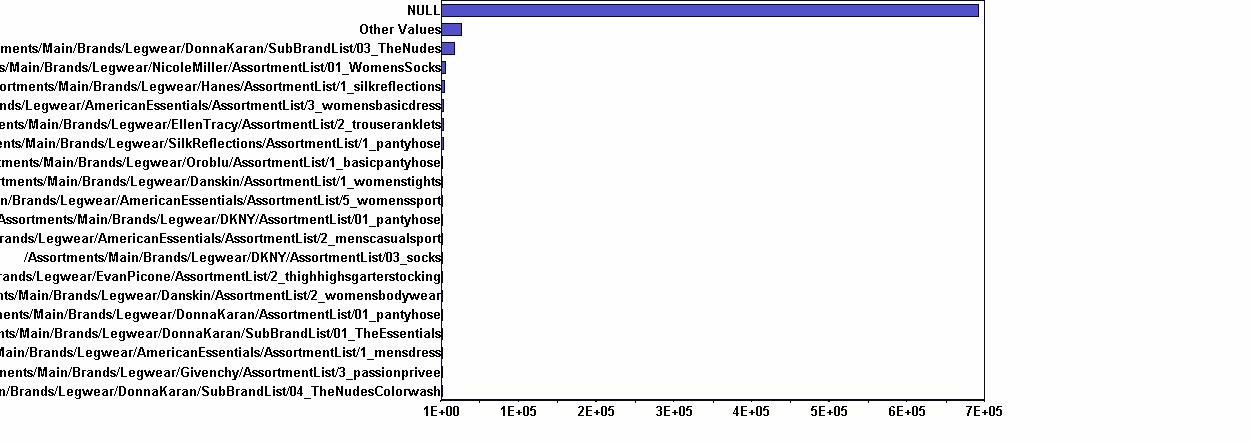 NULL
Other Values
ments/Main/Brands/Legwear/DonnaKaran/SubBrandList/03_TheNudes
s/Main/Brands/Legwear/NicoleMiller/AssortmentList/01_WomensSocks
ortments/Main/Brands/Legwear/Hanes/AssortmentList/1_silkreflections
nds/Legwear/AmericanEssentials/AssortmentList/3_womensbasicdress
ents/Main/Brands/Legwear/EllenTracy/AssortmentList/2_trouseranklets
ents/Main/Brands/Legwear/SilkReflections/AssortmentList/1_pantyhose
tments/Main/Brands/Legwear/Oroblu/AssortmentList/1_basicpantyhose
rtments/Main/Brands/Legwear/Danskin/AssortmentList/1_womenstights
in/Brands/Legwear/AmericanEssentials/AssortmentList/5_womenssport
Assortments/Main/Brands/Legwear/DKNY/AssortmentList/01_pantyhose
rands/Legwear/AmericanEssentials/AssortmentList/2_menscasualsport
/Assortments/Main/Brands/Legwear/DKNY/AssortmentList/03_socks
rands/Legwear/EvanPicone/AssortmentList/2_thighhighsgarterstocking
nts/Main/Brands/Legwear/Danskin/AssortmentList/2_womensbodywear
ments/Main/Brands/Legwear/DonnaKaran/AssortmentList/01_pantyhose
nts/Main/Brands/Legwear/DonnaKaran/SubBrandList/01_TheEssentials
Main/Brands/Legwear/AmericanEssentials/AssortmentList/1_mensdress
ments/Main/Brands/Legwear/Givenchy/AssortmentList/3_passionprivee
n/Brands/Legwear/DonnaKaran/SubBrandList/04_TheNudesColorwash
1E+00 1E+05 2E+05 3E+05 4E+05 5E+05 6E+05 7E+05